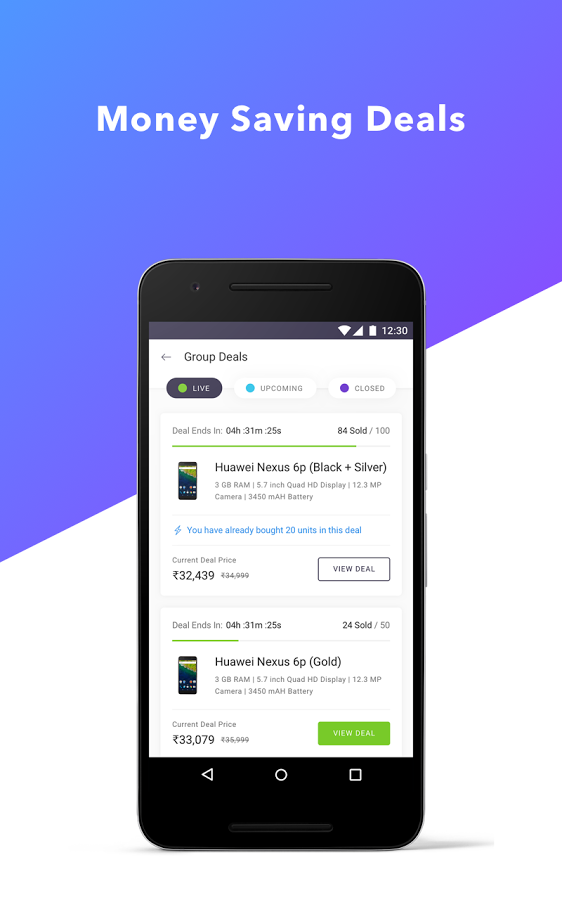 Money Saving Deals
12:30
Group Deals
LIVE
UPCOMING
CLOSED
Deal Ends In: 04h :31m :25s 84 Sold / 100
Huawei Nexus 6p (Black + Silver)
3 GB RAM | 5.7 inch Quad HD Display | 12.3 MP
Camera | 3450 mAH Battery
You have already bought 20 units in this deal
Current Deal Price
₹32,439 ₹34,999
VIEW DEAL
Deal Ends In: 04h :31m :25s 24 Sold / 50
Huawei Nexus 6p (Gold)
3 GB RAM | 5.7 inch Quad HD Display | 12.3 MP
Camera | 3450 mAH Battery
Current Deal Price
₹33,079 ₹35,999
VIEW DEAL